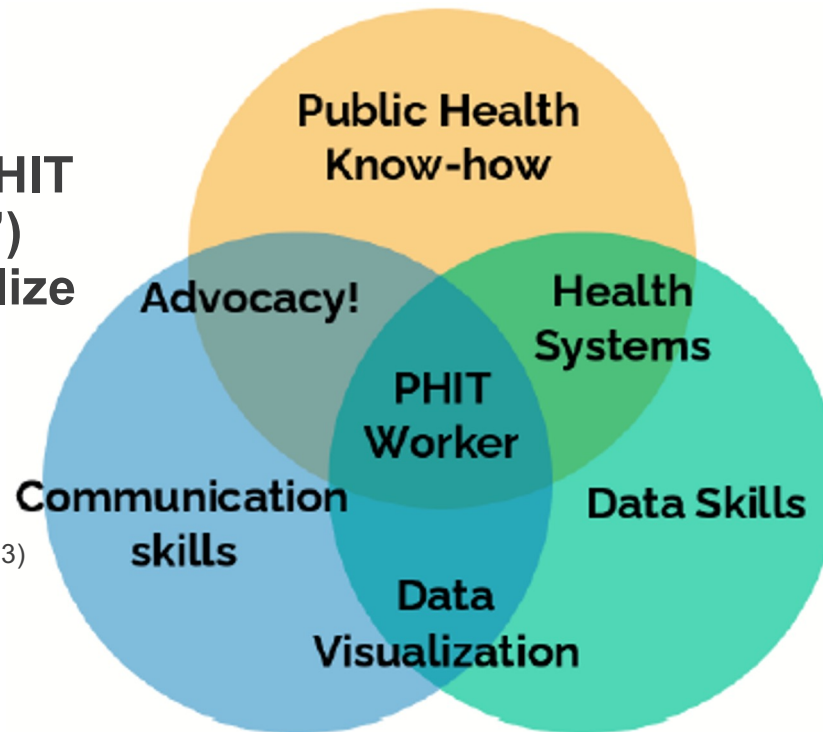 HIT
”)
lize
3)
Public Health
Know-how
Advocacy!
Health
Systems
PHIT
Worker
Communication
skills
Data Skills
Data
Visualization